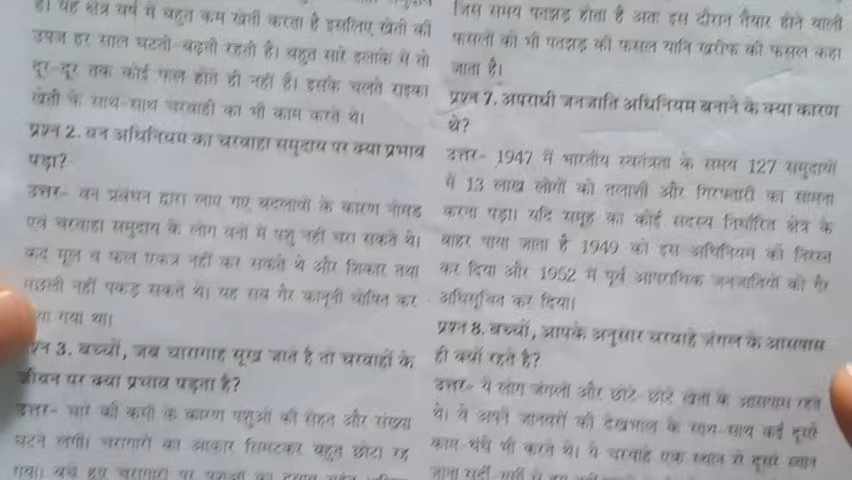 है। यह क्षेत्र वर्ष में बहुत कम खेती करता है इसलिए खेती की
उपज हर साल घटती-बढ़ती रहती है। बहुत सारे इलाके में तो
दूर-दूर तक कोई फल होते ही नहीं है। इसके चलते राइका
खेती के साथ-साथ चरवाही का भी काम करते थे।
प्रश्न 2. वन अधिनियम का चरवाहा समुदाय पर क्या प्रभाव
पड़ा?
उत्तर- वन प्रबंधन द्वारा लाए गए बदलावों के कारण नोमड
एवं चरवाहा समुदाय के लोग वनों में पशु नहीं चरा सकते थे।
कंद मूल व फल एकत्र नहीं कर सकते थे और शिकार तथा
मछली नहीं पकड़ सकते थे। यह सब गैर कानूनी घोषित कर
या गया था।
प्रश्न 3. बच्चों, जब चारागाह सूख जाते है तो चरवाहों के
जीवन पर क्या प्रभाव पड़ता है?
उत्तर- चारे की कमी के कारण पशुओं की सेहत और संख्या
घटने लगी। चरागाहों का आकार सिमटकर बहुत छोटा रह
गया। बचे हुए चरागाहों पर पशुओं का दबाव
जिस समय पतझड़ होता है अतः इस दौरान तैयार होने वाली
फसलों को भी पतझड़ की फसल यानि खरीफ की फसल कहा
जाता है।
प्रश्न 7. अपराधी जनजाति अधिनियम बनाने के क्या कारण
थे?
उत्तर- 1947 में भारतीय स्वतंत्रता के समय 127 समुदायों
में 13 लाख लोगों को तलाशी और गिरफ्तारी का सामना
करना पड़ा। यदि समूह का कोई सदस्य निर्धारित क्षेत्र के
बाहर पाया जाता है 1949 को इस अधिनियम को निरस्त
कर दिया और 1952 में पूर्व आपराधिक जनजातियों को गैर
अधिसूचित कर दिया।
प्रश्न 8. बच्चों, आपके अनुसार चरवाहे जंगल के आसपास
ही क्यों रहते है?
उत्तर- ये लोग जंगलों और छोटे-छोटे खेतों के आसपास रहते
थे। वे अपने जानवरों की देखभाल के साथ-साथ कई दूसरे
काम-धंधे भी करते थे। ये चरवाहे एक स्थान से दूसरे स्थान